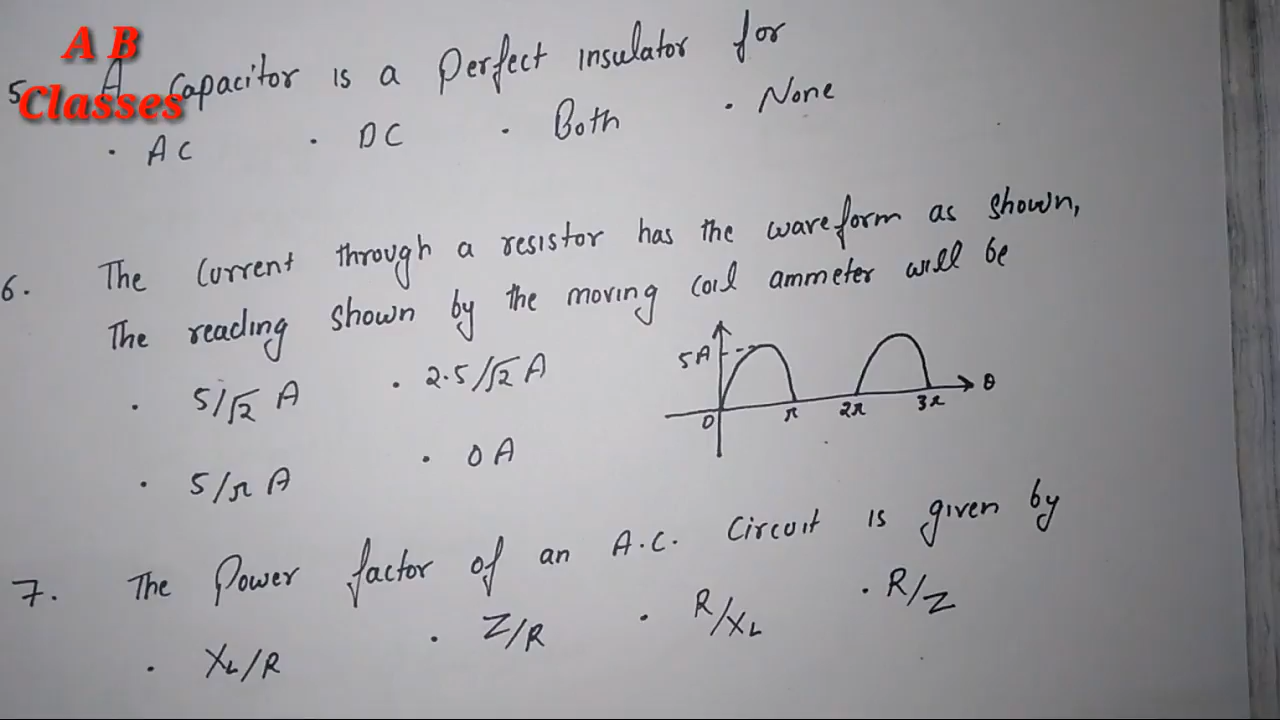 A B
Classes
5. A Capacitor is a Perfect insulator for
· AC · DC · Both · None
6. The Current through a resistor has the waveform as shown,
The reading shown by the moving coil ammeter will be
· 5/√2 A · 2.5/√2 A
· 5/π A · 0 A
5A
0 π 2π 3π θ
7. The Power factor of an A.C. Circuit is given by
· XL/R · Z/R · R/XL · R/Z